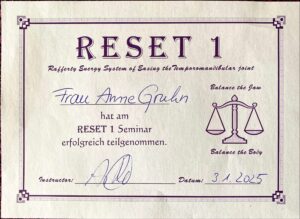 RESET 1
Rafferty Energy System of Easing the Temporomandibular joint
Balance the Jaw
Frau Anne Gruhn
hat am
RESET 1 Seminar
erfolgreich teilgenommen.
Balance the Body
Instructor:
Datum: 3.1.2025